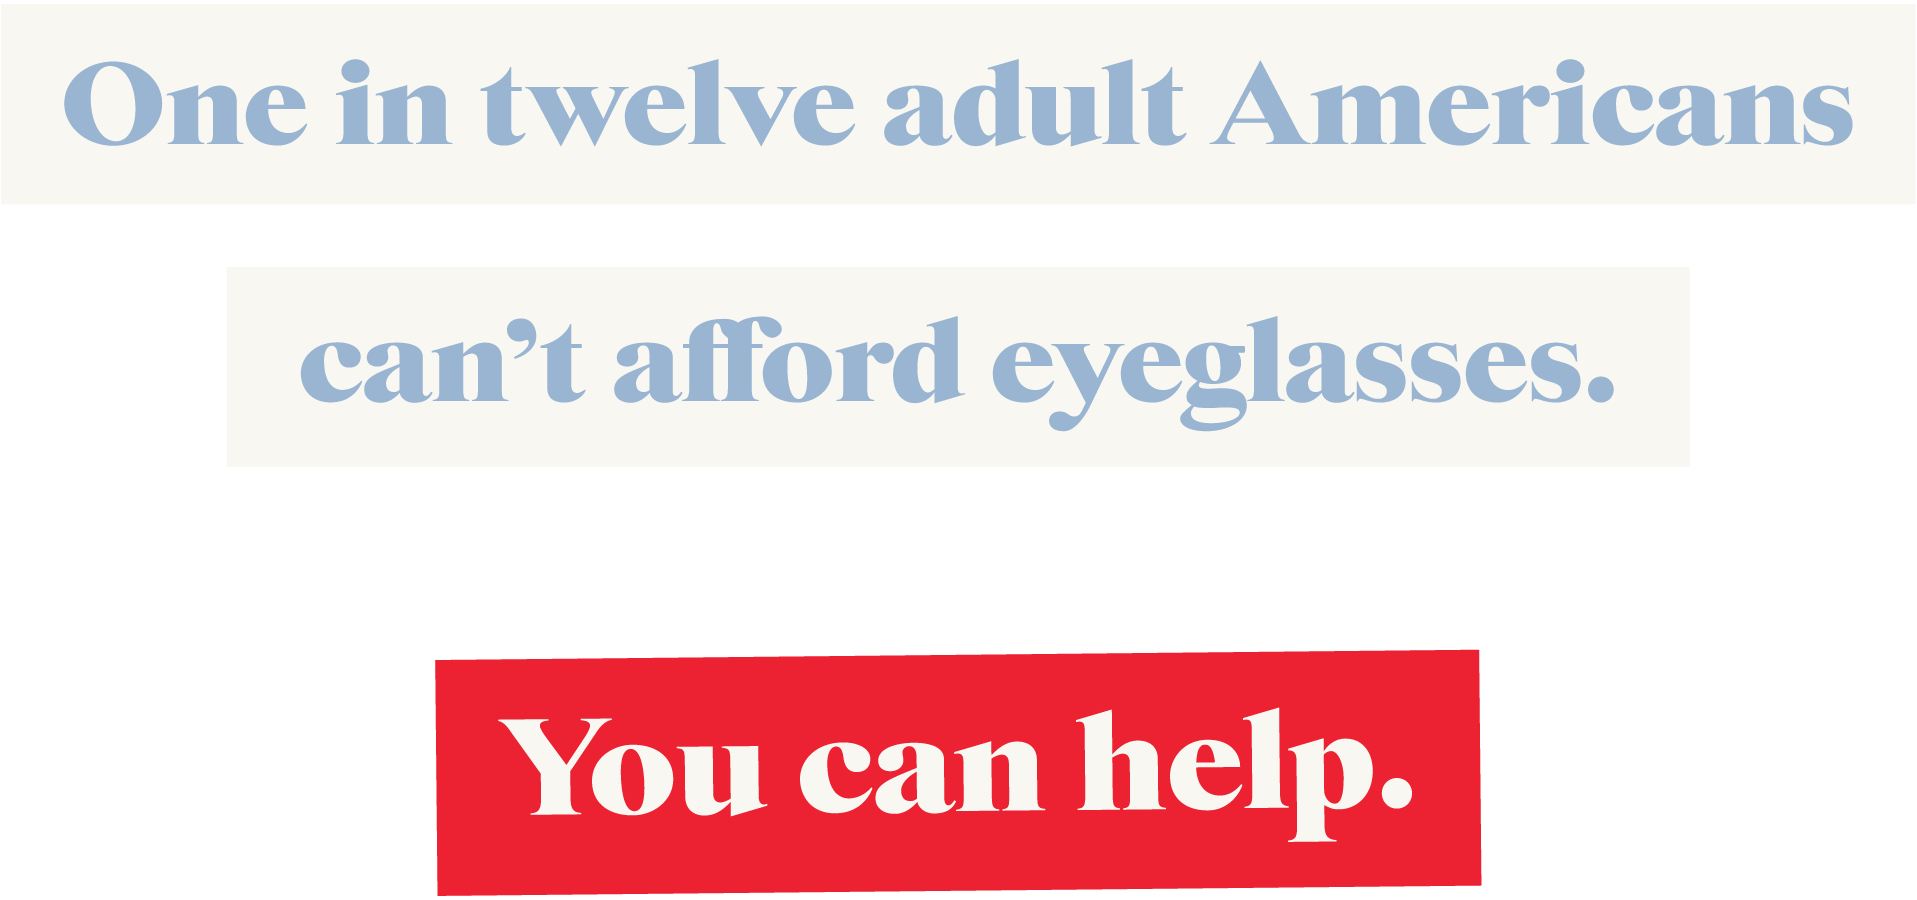 One in twelve adult Americans
can’t afford eyeglasses.
You can help.